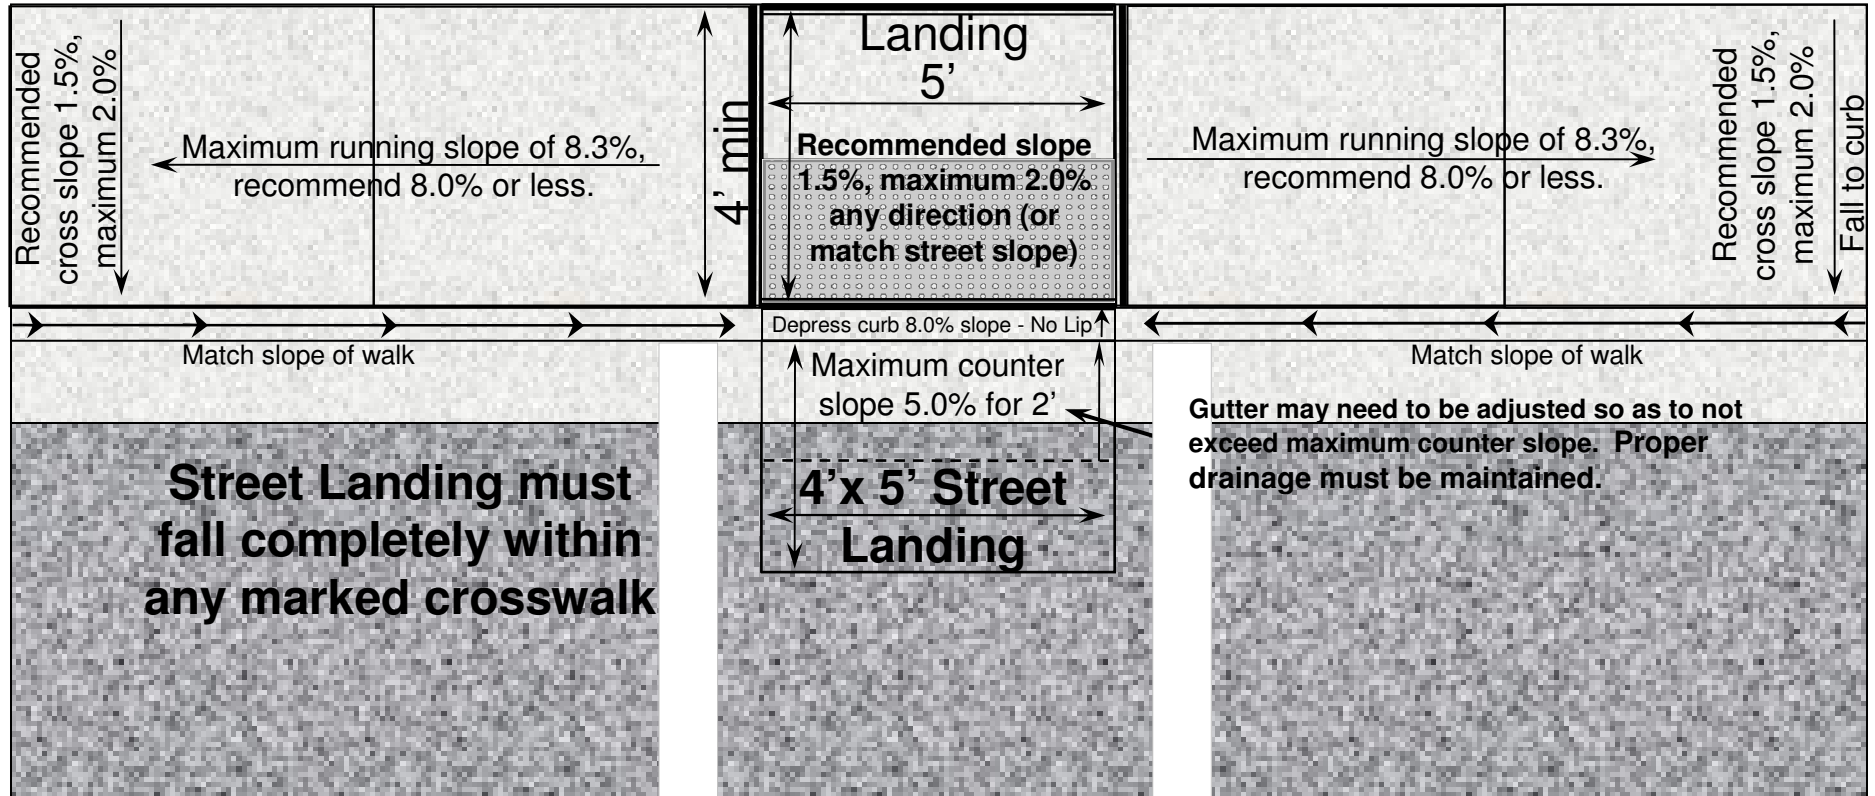 Recommended
cross slope 1.5%,
maximum 2.0%
Maximum running slope of 8.3%,
recommend 8.0% or less.
4’ min
Landing
5’
Recommended slope
1.5%, maximum 2.0%
any direction (or
match street slope)
Maximum running slope of 8.3%,
recommend 8.0% or less.
Recommended
cross slope 1.5%,
maximum 2.0%
Fall to curb
Depress curb 8.0% slope - No Lip
Match slope of walk
Maximum counter
slope 5.0% for 2’
Match slope of walk
Gutter may need to be adjusted so as to not
exceed maximum counter slope.  Proper
drainage must be maintained.
Street Landing must
fall completely within
any marked crosswalk
4’x 5’ Street
Landing